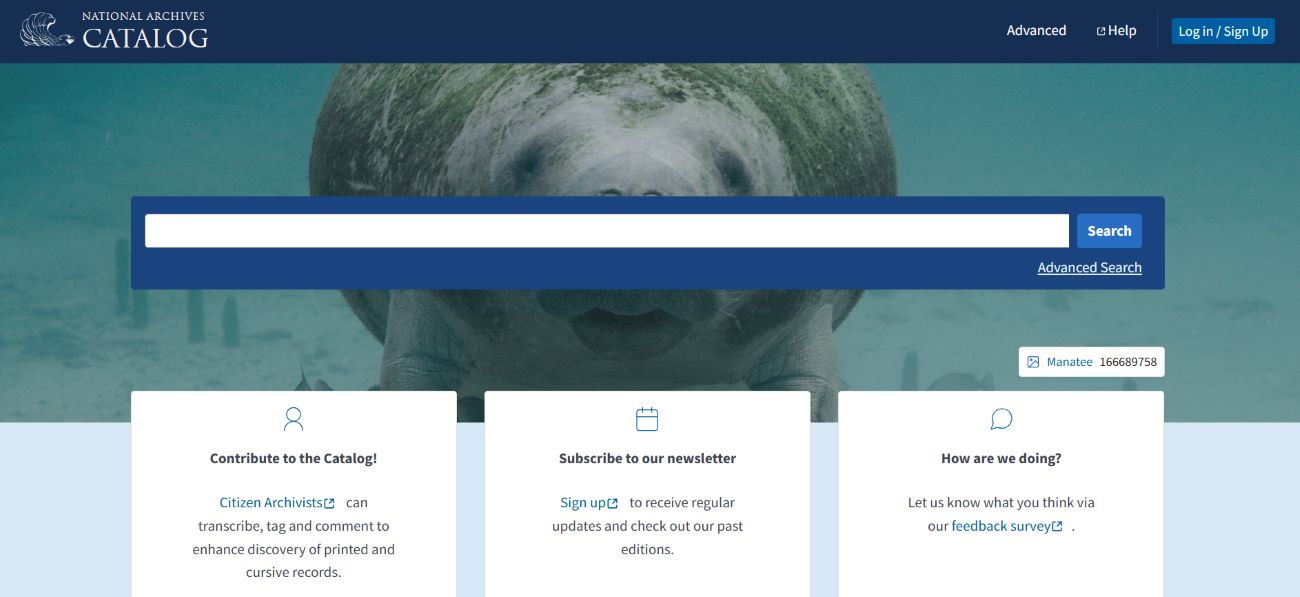 NATIONAL ARCHIVES
CATALOG
Advanced
Help
Log in / Sign Up
Search
Advanced Search
Manatee 166689758
Contribute to the Catalog!
Citizen Archivists can
transcribe, tag and comment to
enhance discovery of printed and
cursive records.
Subscribe to our newsletter
Sign up to receive regular
updates and check out our past
editions.
How are we doing?
Let us know what you think via
our feedback survey .